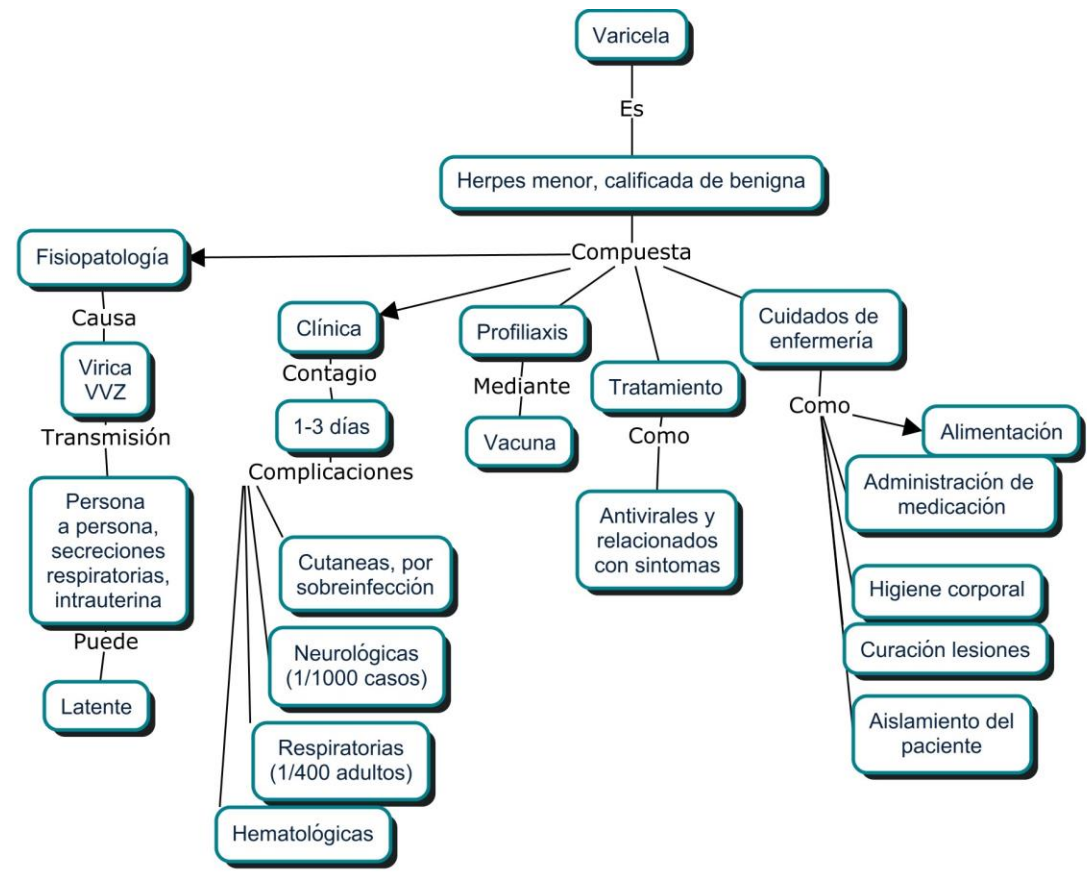 Varicela
Es
Herpes menor, calificada de benigna
Compuesta
Fisiopatología
Causa
Virica
VVZ
Transmisión
Persona
a persona,
secreciones
respiratorias,
intrauterina
Puede
Latente
Clínica
Contagio
1-3 días
Complicaciones
Cutaneas, por
sobreinfección
Neurológicas
(1/1000 casos)
Respiratorias
(1/400 adultos)
Hematológicas
Profiliaxis
Mediante
Vacuna
Tratamiento
Como
Antivirales y
relacionados
con sintomas
Cuidados de
enfermería
Como
Alimentación
Administración de
medicación
Higiene corporal
Curación lesiones
Aislamiento del
paciente